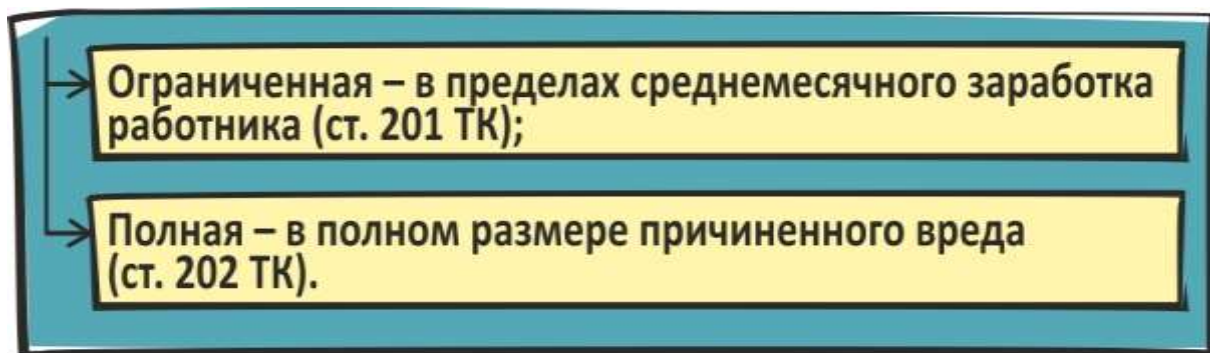 Ограниченная – в пределах среднемесячного заработка
работника (ст. 201 ТК);
Полная – в полном размере причиненного вреда
(ст. 202 ТК).